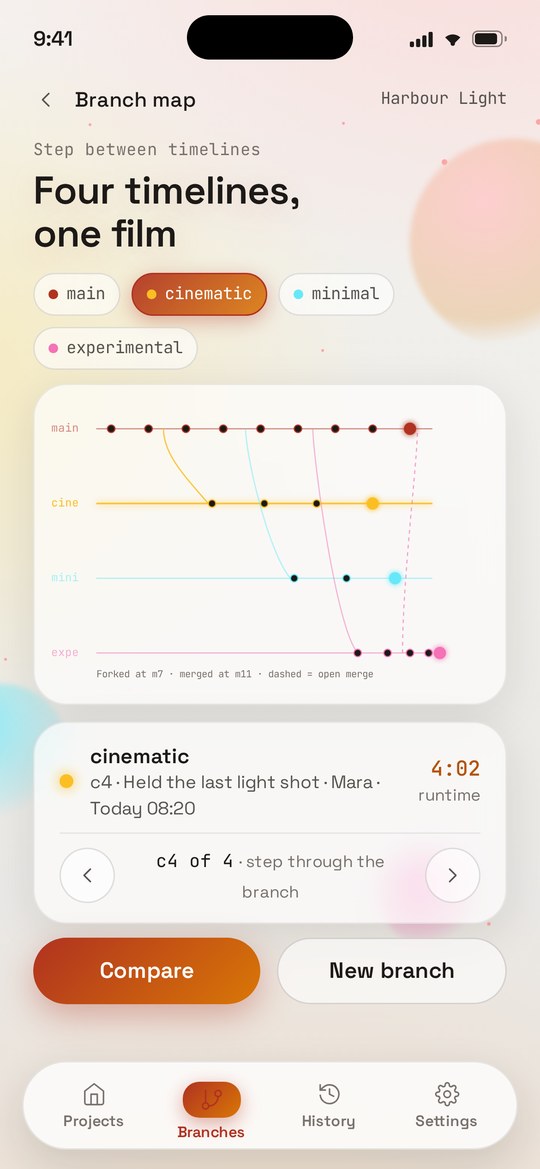 9:41
Branch map
Harbour Light
Step between timelines
Four timelines,
one film
main
cinematic
minimal
experimental
main
cine
mini
expe
Forked at m7 · merged at m11 · dashed = open merge
cinematic
c4 · Held the last light shot · Mara ·
Today 08:20
4:02
runtime
c4 of 4 · step through the
branch
Compare
New branch
Projects
Branches
History
Settings